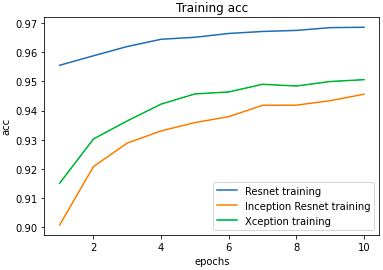 Training acc
0.97
0.96
0.95
0.94
0.93
0.92
0.91
0.90
acc
2
4
6
8
10
epochs
Resnet training
Inception Resnet training
Xception training